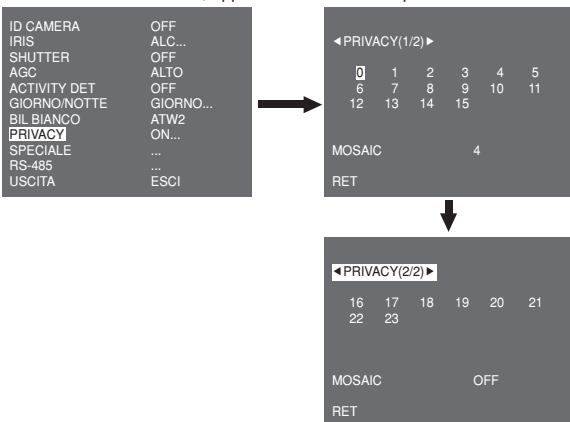 ID CAMERA OFF
IRIS ALC...
SHUTTER OFF
AGC ALTO
ACTIVITY DET OFF
GIORNO/NOTTE GIORNO...
BIL BIANCO ATW2
PRIVACY ON...
SPECIALE ...
RS-485 ...
USCITA ESCI
◄PRIVACY(1/2)►
0 1 2 3 4 5
6 7 8 9 10 11
12 13 14 15
MOSAIC 4
RET
◄PRIVACY(2/2)►
16 17 18 19 20 21
22 23
MOSAIC OFF
RET